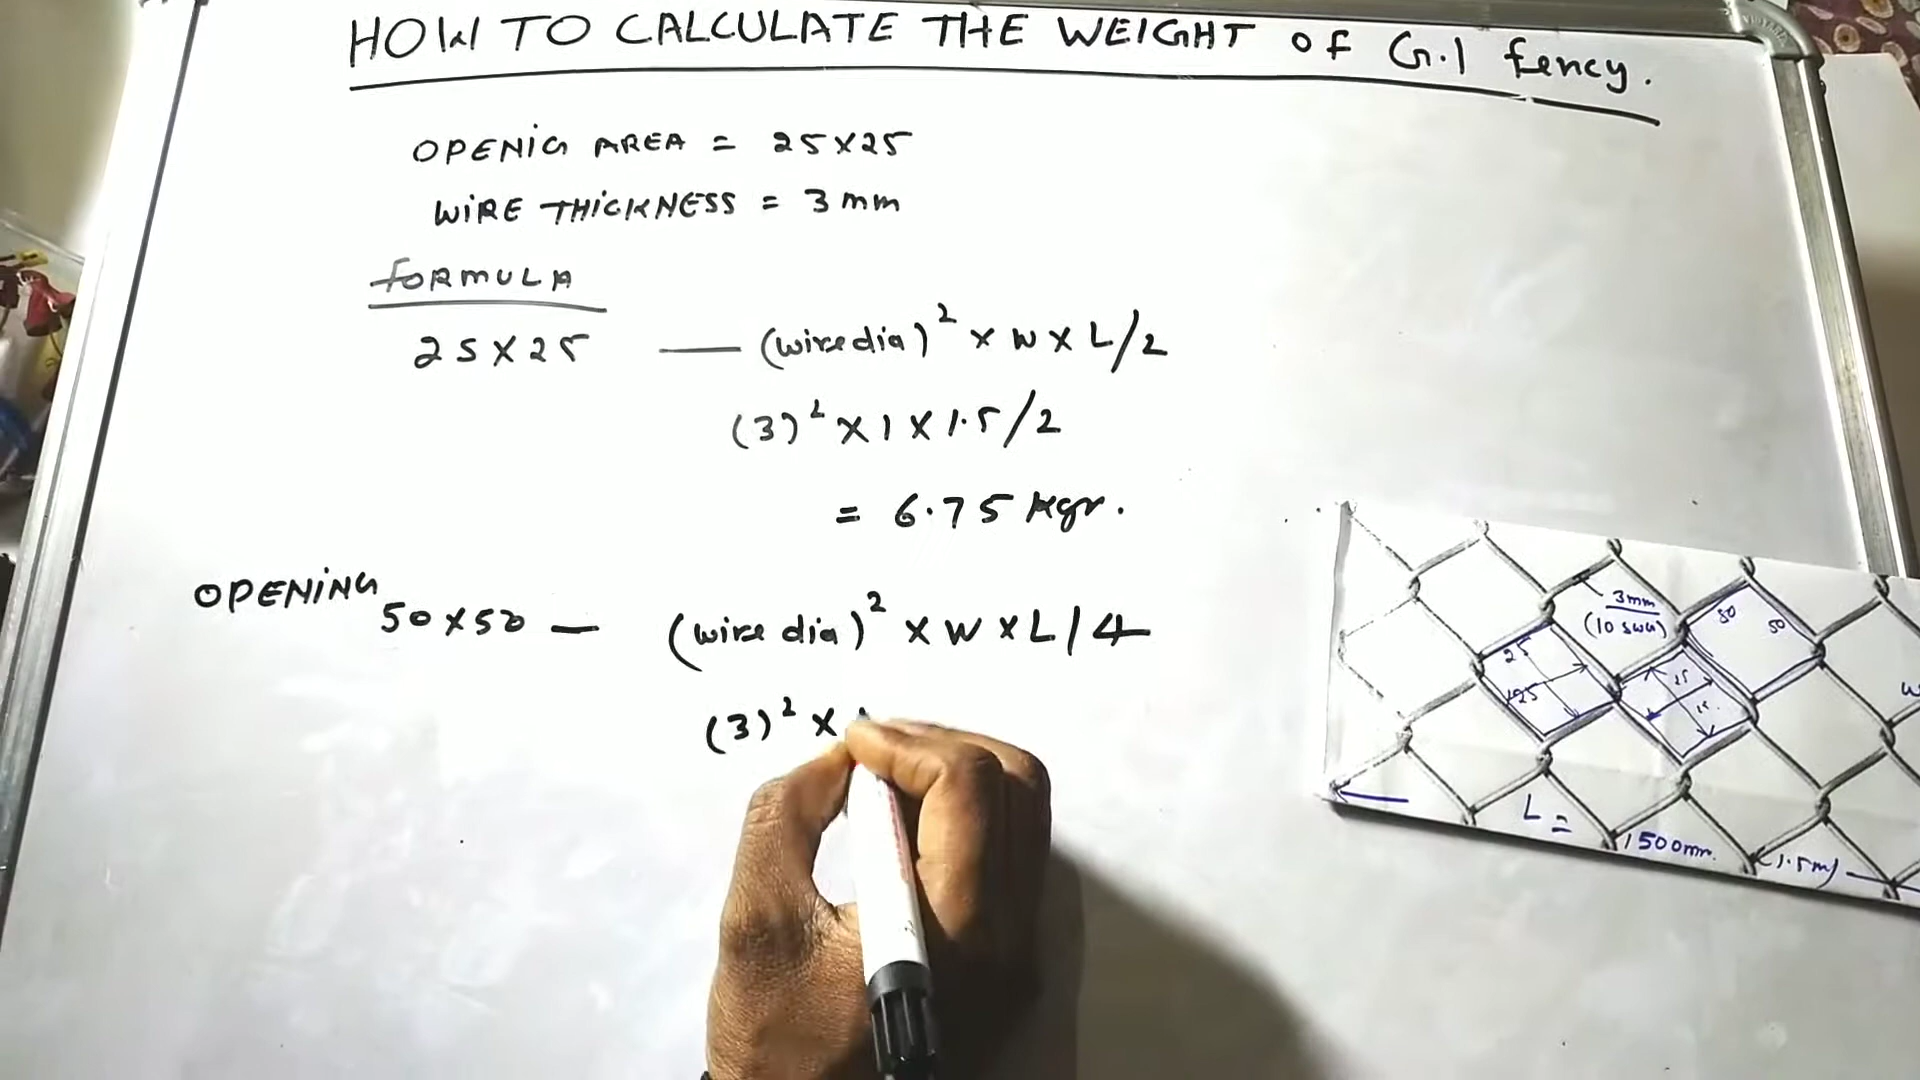 HOW TO CALCULATE THE WEIGHT of G.I fency.
OPENIG AREA = 25X25
WIRE THICKNESS = 3mm
FORMULA
25X25 — (wire dia)² x W X L/2
(3)² X 1 X 1.5/2
= 6.75 Kgr.
OPENING
50X50 — (wire dia)² X W X L/4
(3)² X
3mm
(10 SWG)
50
50
25
25
25
L =
1500mm.
(1.5m)